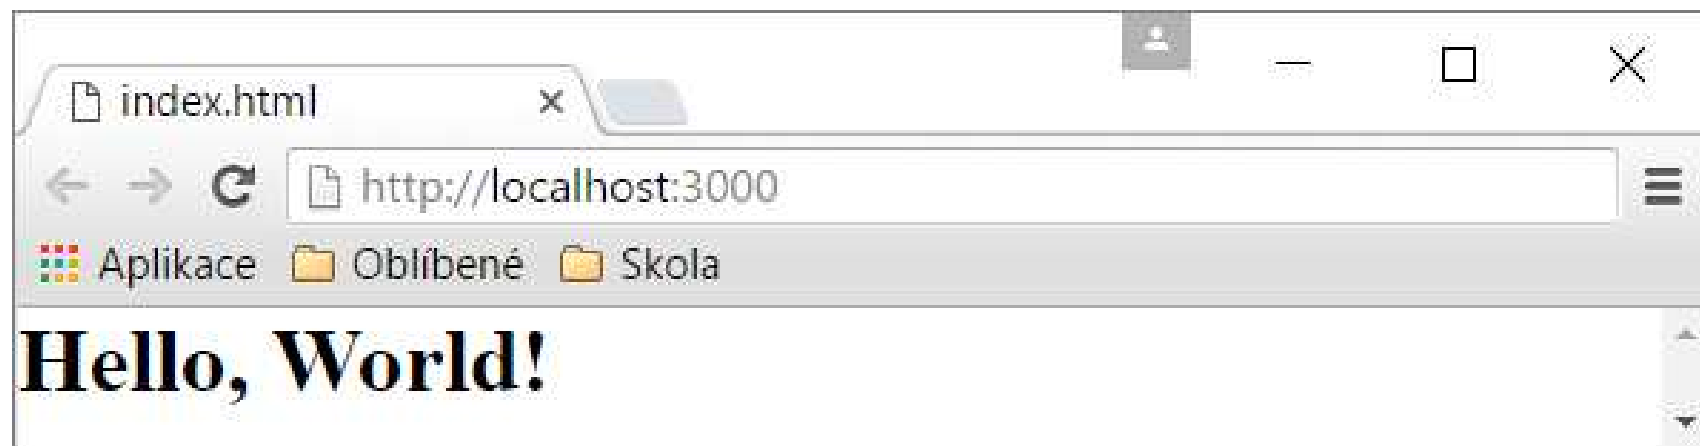 index.html
http://localhost:3000
Aplikace Oblíbené Skola
Hello, World!